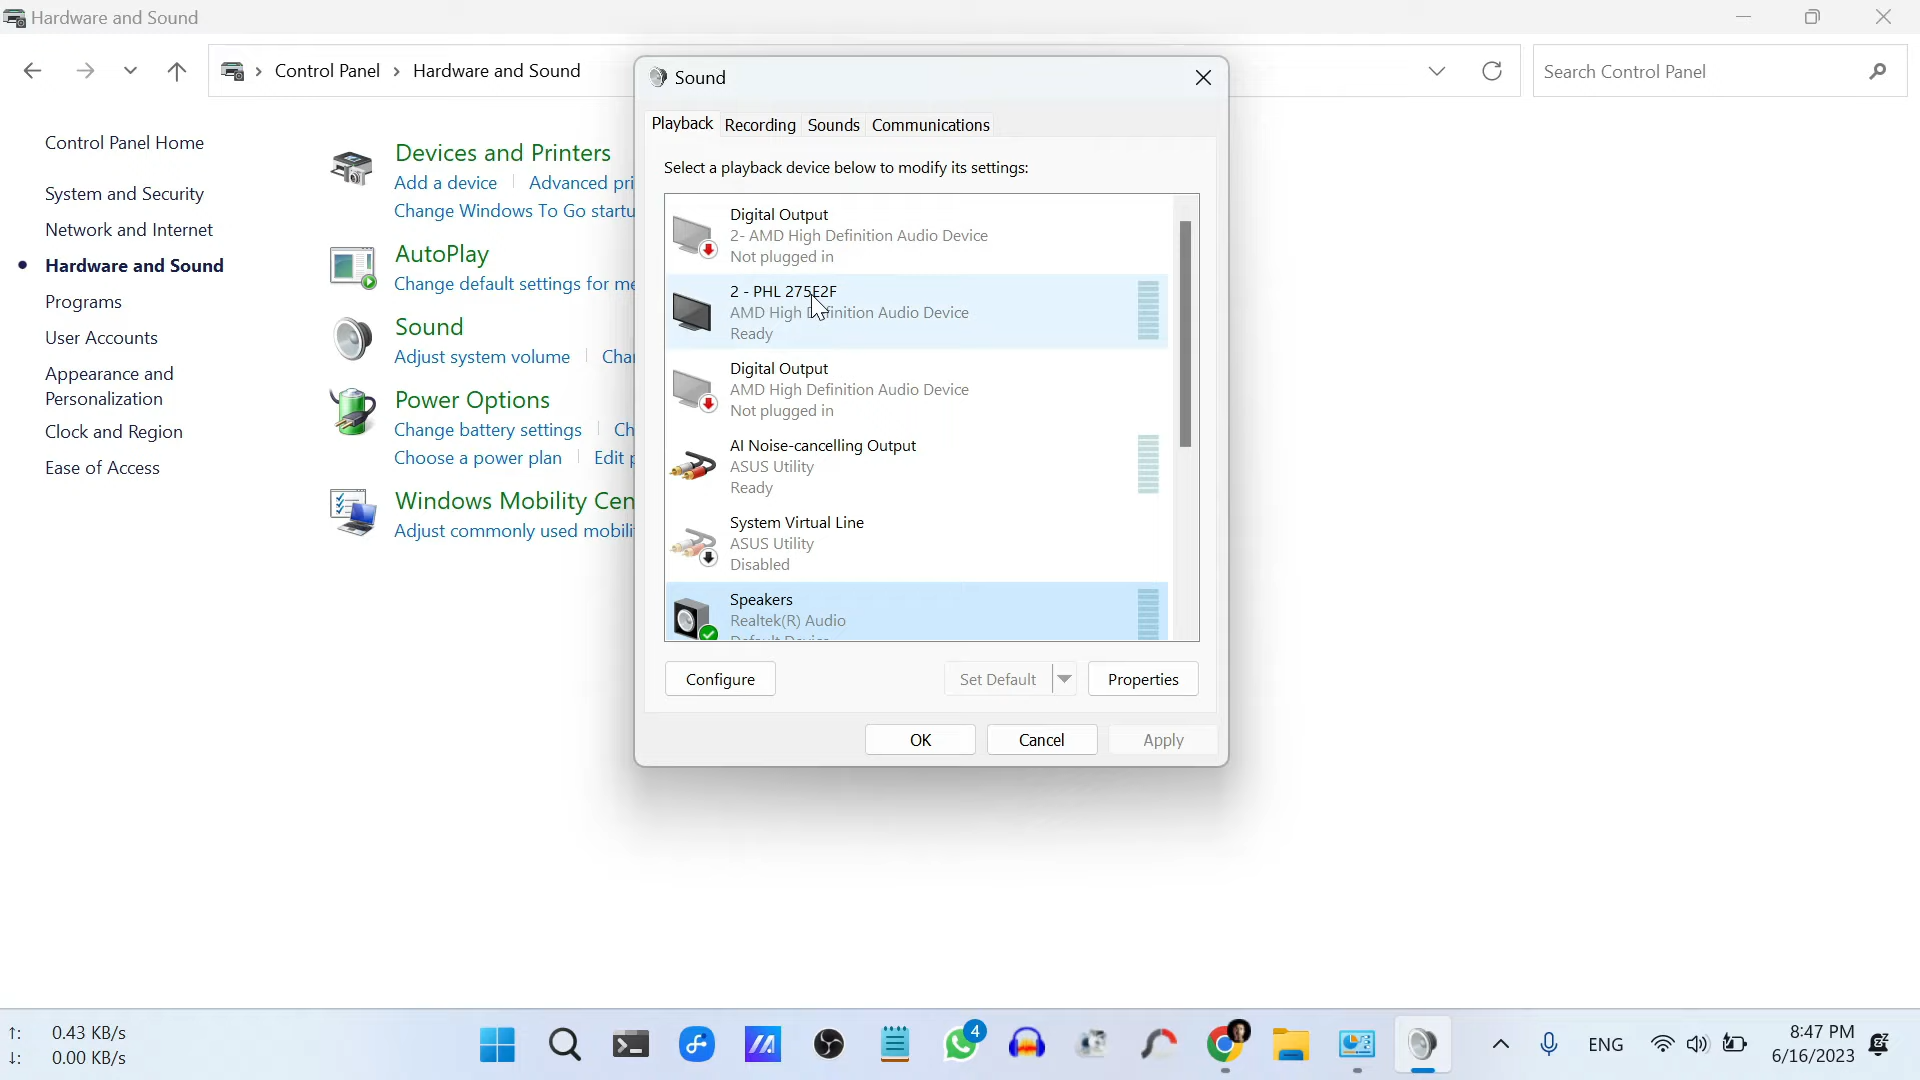 Hardware and Sound
Control Panel > Hardware and Sound
Search Control Panel
Control Panel Home
System and Security
Network and Internet
Hardware and Sound
Programs
User Accounts
Appearance and
Personalization
Clock and Region
Ease of Access
Devices and Printers
Add a device
Advanced pri
Change Windows To Go startu
AutoPlay
Change default settings for me
Sound
Adjust system volume
Power Options
Change battery settings
Choose a power plan
Edit
Windows Mobility Cen
Adjust commonly used mobili
Sound
Playback Recording Sounds Communications
Select a playback device below to modify its settings:
Digital Output
2- AMD High Definition Audio Device
Not plugged in
2 - PHL 275E2F
AMD High Definition Audio Device
Ready
Digital Output
AMD High Definition Audio Device
Not plugged in
AI Noise-cancelling Output
ASUS Utility
Ready
System Virtual Line
ASUS Utility
Disabled
Speakers
Realtek(R) Audio
Default Device
Configure
Set Default
Properties
OK
Cancel
Apply
↑: 0.43 KB/s
↓: 0.00 KB/s
4
ENG
8:47 PM
6/16/2023